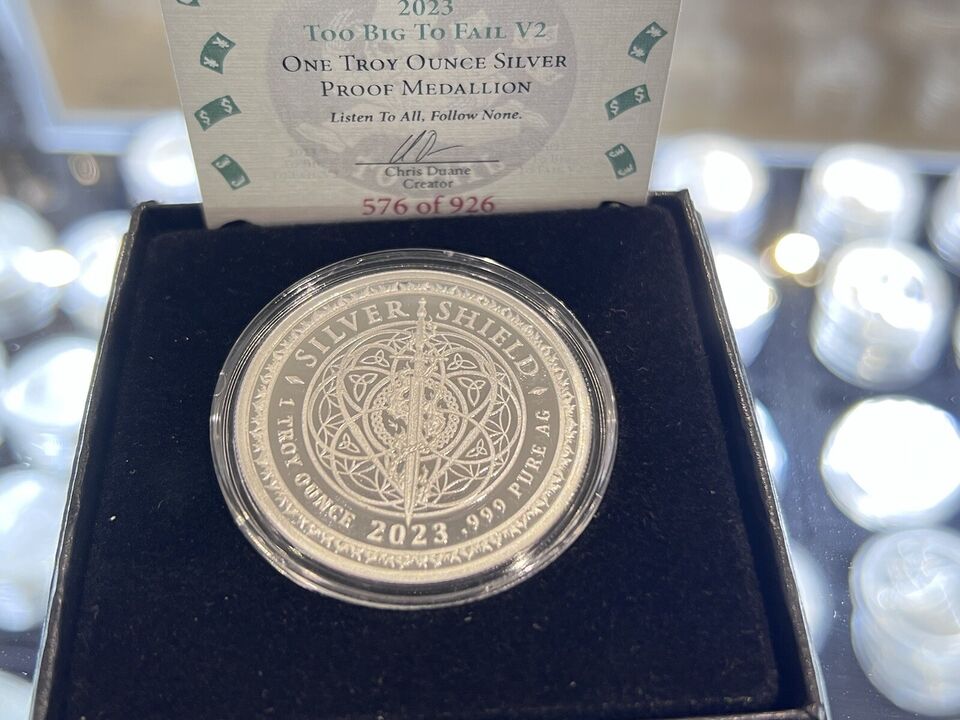 2023
Too Big To Fail V2
One Troy Ounce Silver
Proof Medallion
Listen To All, Follow None.
Chris Duane
Creator
576 of 926
SILVER SHIELD
1 TROY OUNCE 2023 .999 PURE AG